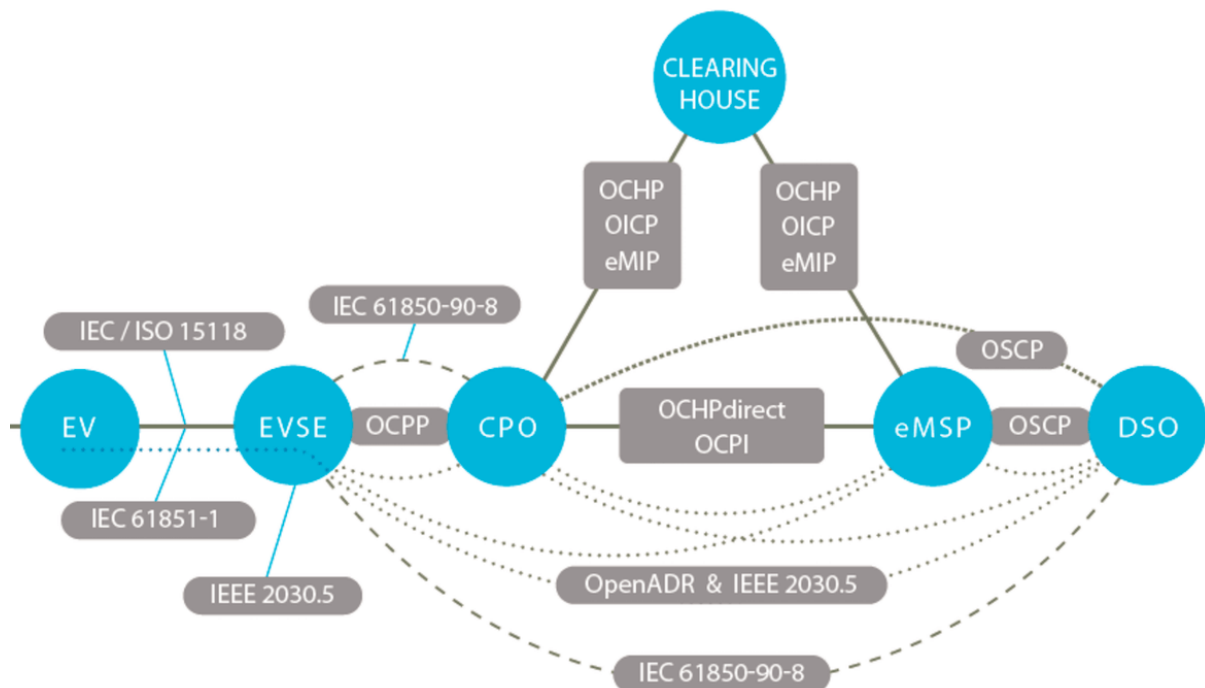 CLEARING
HOUSE
OCHP
OICP
eMIP
OCHP
OICP
eMIP
IEC 61850-90-8
IEC / ISO 15118
OSCP
EV
EVSE
OCPP
CPO
OCHPdirect
OCPI
eMSP
OSCP
DSO
IEC 61851-1
IEEE 2030.5
OpenADR & IEEE 2030.5
IEC 61850-90-8